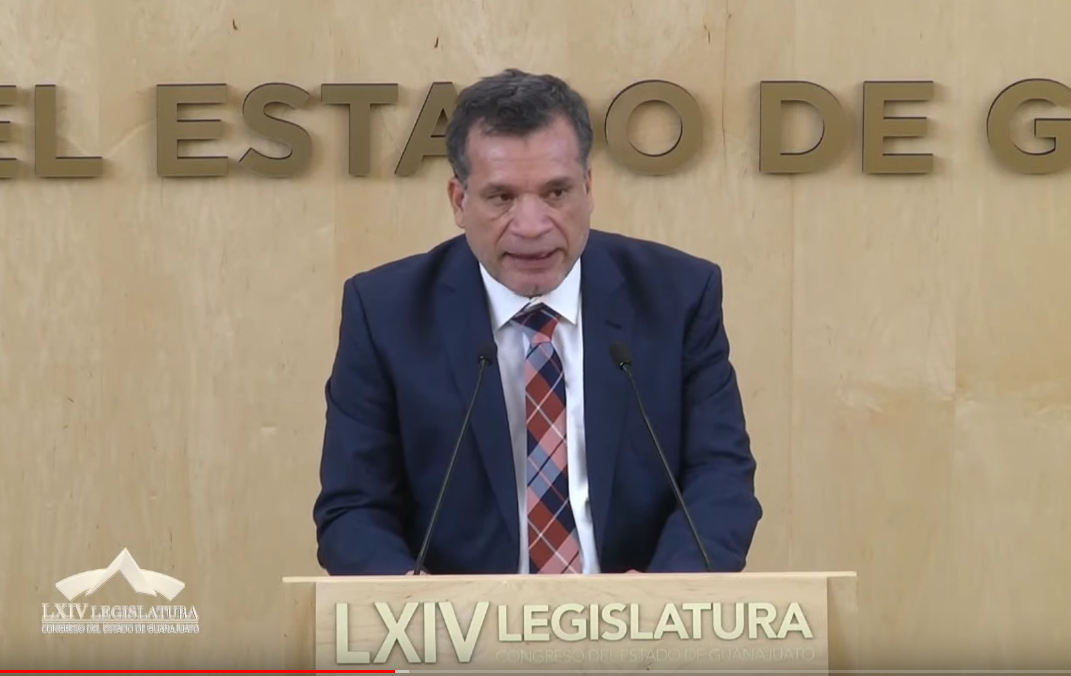 EL ESTADO DE G
LXIV LEGISLATURA
CONGRESO DEL ESTADO DE GUANAJUATO
LXIV LEGISLATURA
CONGRESO DEL ESTADO DE GUANAJUATO